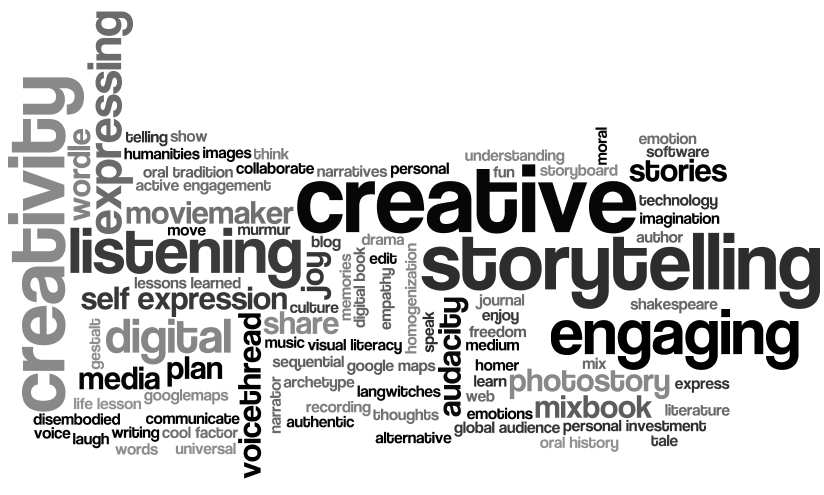 creativity
wordle
expressing
telling show
humanities images think
oral tradition collaborate narratives personal
active engagement
understanding
fun storyboard
moral
emotion
software
stories
technology
imagination
author
moviemaker
creative
move murmur
listening
joy
blog
drama
edit
memories
digital book
empathy
homogenization
storytelling
lessons learned
self expression
culture
share
gestalt
digital
voicethread
music visual literacy
speak
audacity
journal
enjoy
freedom
medium
shakespeare
engaging
media plan
sequential google maps
archetype
narrator
langwitches
homer
learn
web
mix
photostory
express
life lesson googlemaps
recording
thoughts
authentic
alternative
emotions
mixbook
literature
disembodied
communicate
voice laugh writing cool factor
words universal
global audience personal investment
oral history tale